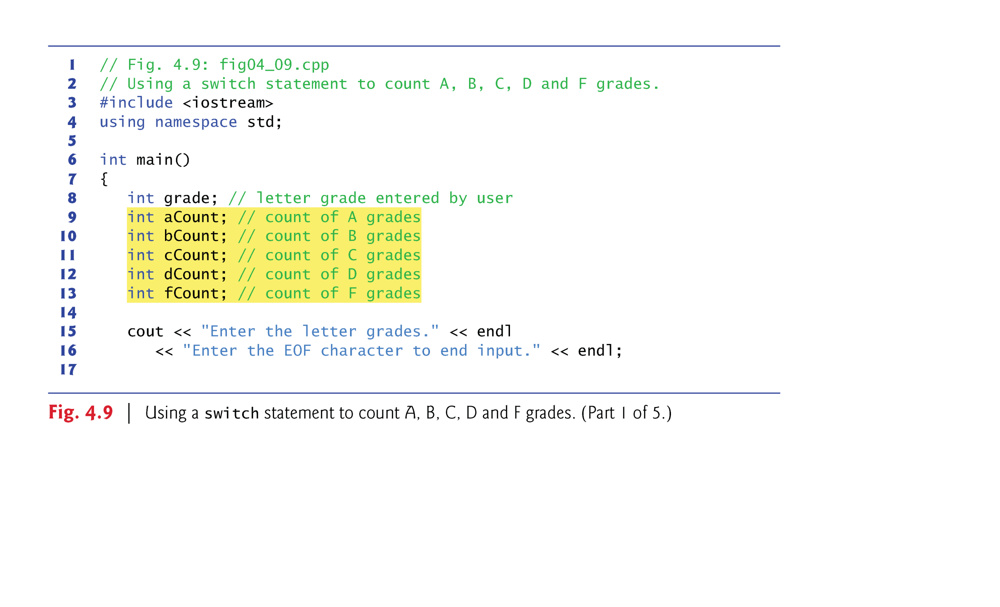 1 // Fig. 4.9: fig04_09.cpp
2 // Using a switch statement to count A, B, C, D and F grades.
3 #include <iostream>
4 using namespace std;
5
6 int main()
7 {
8    int grade; // letter grade entered by user
9    int aCount; // count of A grades
10    int bCount; // count of B grades
11    int cCount; // count of C grades
12    int dCount; // count of D grades
13    int fCount; // count of F grades
14
15    cout << "Enter the letter grades." << endl
16       << "Enter the EOF character to end input." << endl;
17
Fig. 4.9 | Using a switch statement to count A, B, C, D and F grades. (Part 1 of 5.)